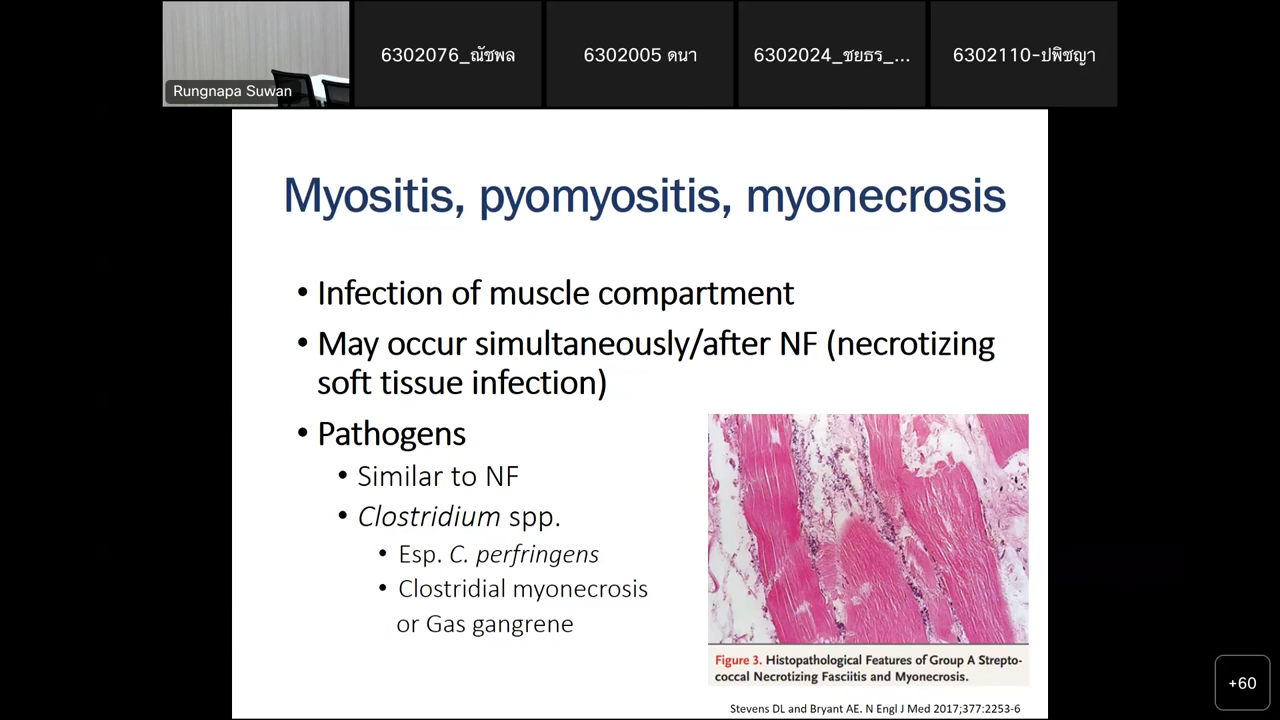 6302076_ณัชพล
6302005 ดนา
6302024_ชยธร_...
6302110-ปพิชญา
Rungnapa Suwan
Myositis, pyomyositis, myonecrosis
• Infection of muscle compartment
• May occur simultaneously/after NF (necrotizing
soft tissue infection)
• Pathogens
• Similar to NF
• Clostridium spp.
• Esp. C. perfringens
• Clostridial myonecrosis
or Gas gangrene
Figure 3. Histopathological Features of Group A Strepto-
coccal Necrotizing Fasciitis and Myonecrosis.
Stevens DL and Bryant AE. N Engl J Med 2017;377:2253-6
+60